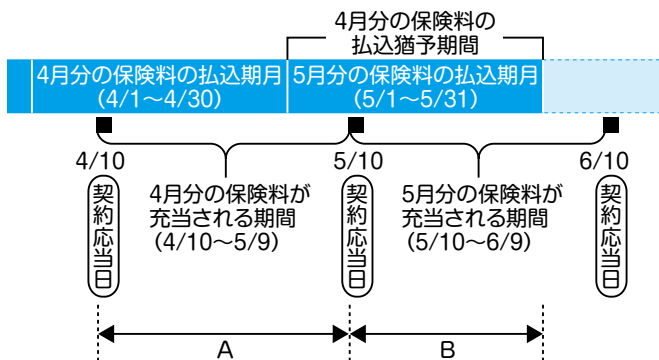 4月分の保険料の
払込猶予期間
4月分の保険料の払込期月
(4/1〜4/30)
5月分の保険料の払込期月
(5/1〜5/31)
4/10
5/10
6/10
契約応当日
4月分の保険料が
充当される期間
(4/10〜5/9)
契約応当日
5月分の保険料が
充当される期間
(5/10〜6/9)
契約応当日
A
B